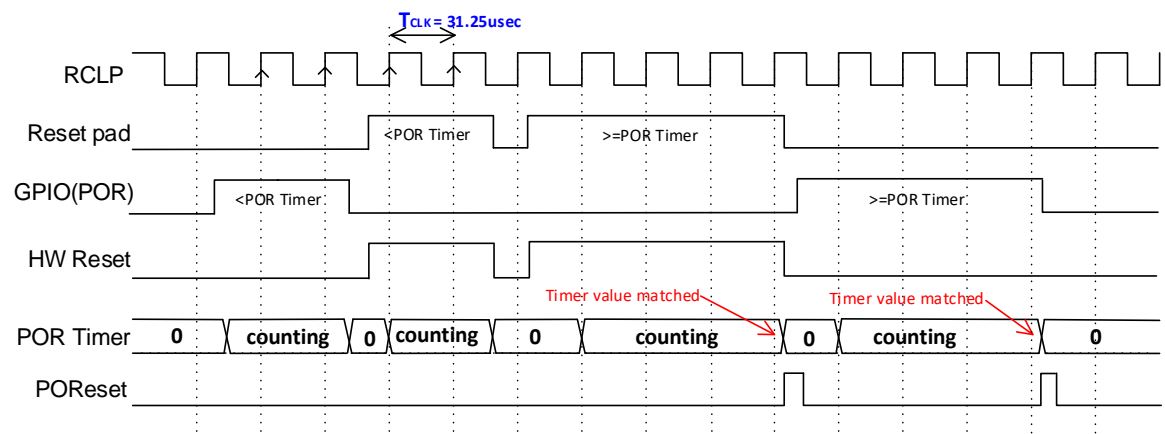 TCLK = 31.25usec
RCLP
Reset pad
<POR Timer
>=POR Timer
GPIO(POR)
<POR Timer
>=POR Timer
HW Reset
Timer value matched
Timer value matched
POR Timer
0
counting
0
counting
0
counting
0
counting
0
POReset